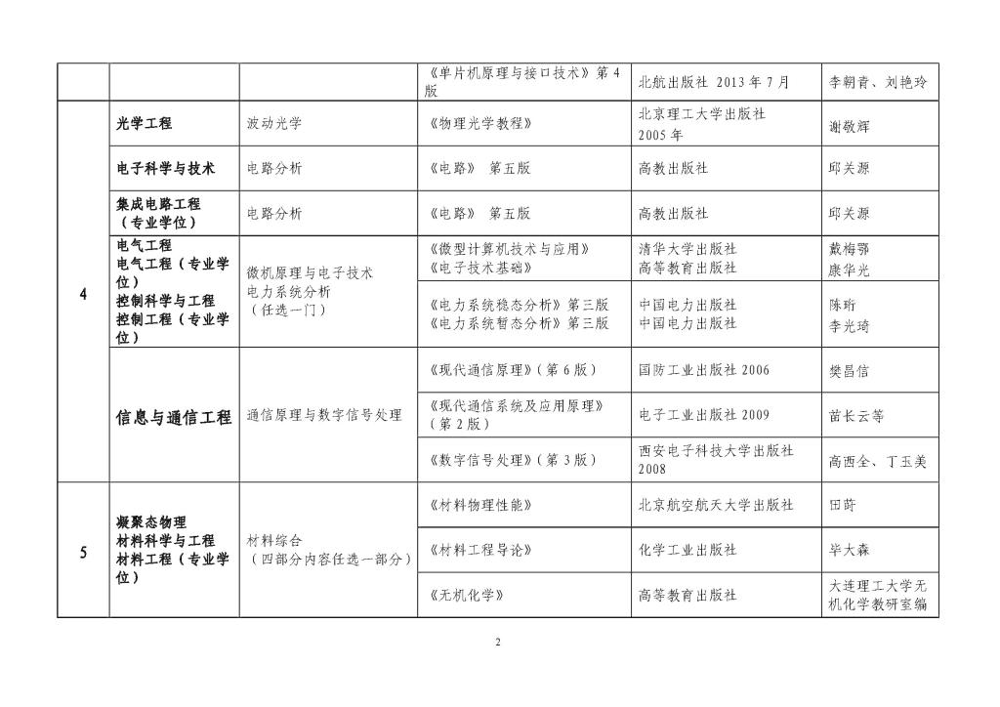 《单片机原理与接口技术》第 4
版
北航出版社 2013 年 7 月
李朝青、刘艳玲
4
光学工程
波动光学
《物理光学教程》
北京理工大学出版社
2005 年
谢敬辉
电子科学与技术
电路分析
《电路》 第五版
高教出版社
邱关源
集成电路工程
（专业学位）
电路分析
《电路》 第五版
高教出版社
邱关源
电气工程
电气工程（专业学
位）
控制科学与工程
控制工程（专业学
位）
微机原理与电子技术
电力系统分析
（任选一门）
《微型计算机技术与应用》
《电子技术基础》
清华大学出版社
高等教育出版社
戴梅鄂
康华光
《电力系统稳态分析》第三版
《电力系统暂态分析》第三版
中国电力出版社
中国电力出版社
陈珩
李光琦
信息与通信工程
通信原理与数字信号处理
《现代通信原理》（第 6 版）
国防工业出版社 2006
樊昌信
《现代通信系统及应用原理》
（第 2 版）
电子工业出版社 2009
苗长云等
《数字信号处理》（第 3 版）
西安电子科技大学出版社
2008
高西全、丁玉美
5
凝聚态物理
材料科学与工程
材料工程（专业学
位）
材料综合
（四部分内容任选一部分）
《材料物理性能》
北京航空航天大学出版社
田莳
《材料工程导论》
化学工业出版社
毕大森
《无机化学》
高等教育出版社
大连理工大学无
机化学教研室编
2